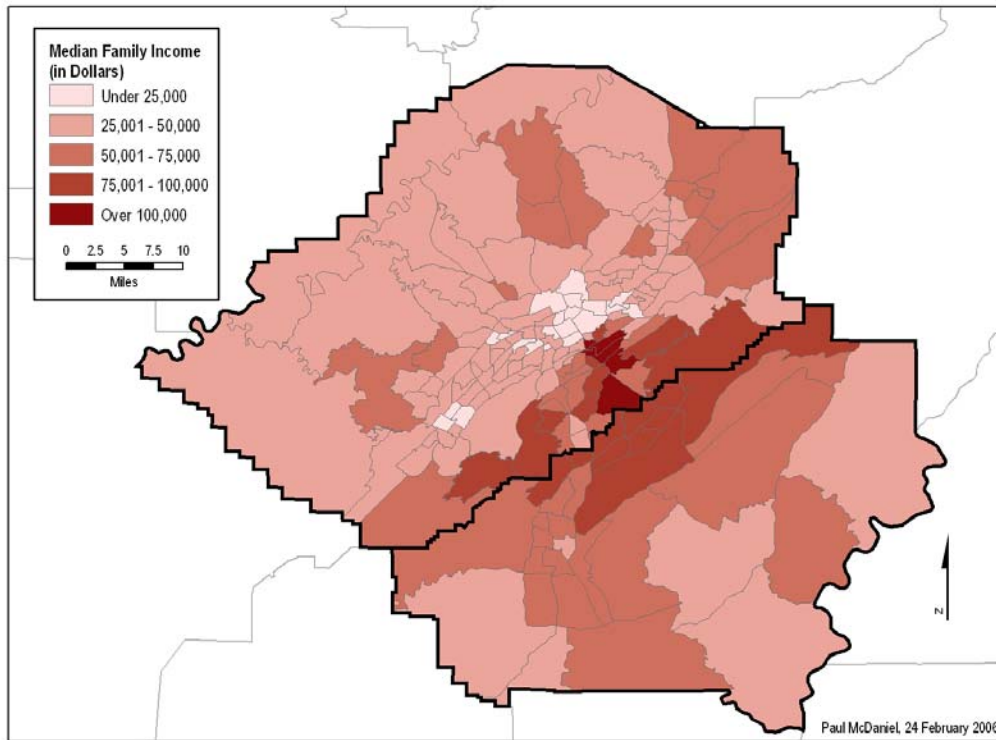 Median Family Income
(in Dollars)
Under 25,000
25,001 - 50,000
50,001 - 75,000
75,001 - 100,000
Over 100,000
0 2.5 5 7.5 10
Miles
N
Paul McDaniel, 24 February 2006